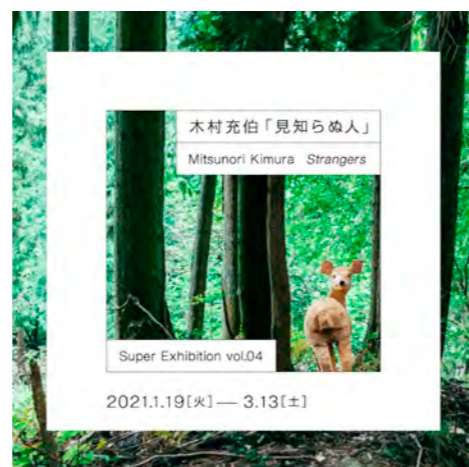 木村充伯「見知らぬ人」
Mitsunori Kimura Strangers
Super Exhibition vol.04
2021.1.19[火] — 3.13[土]